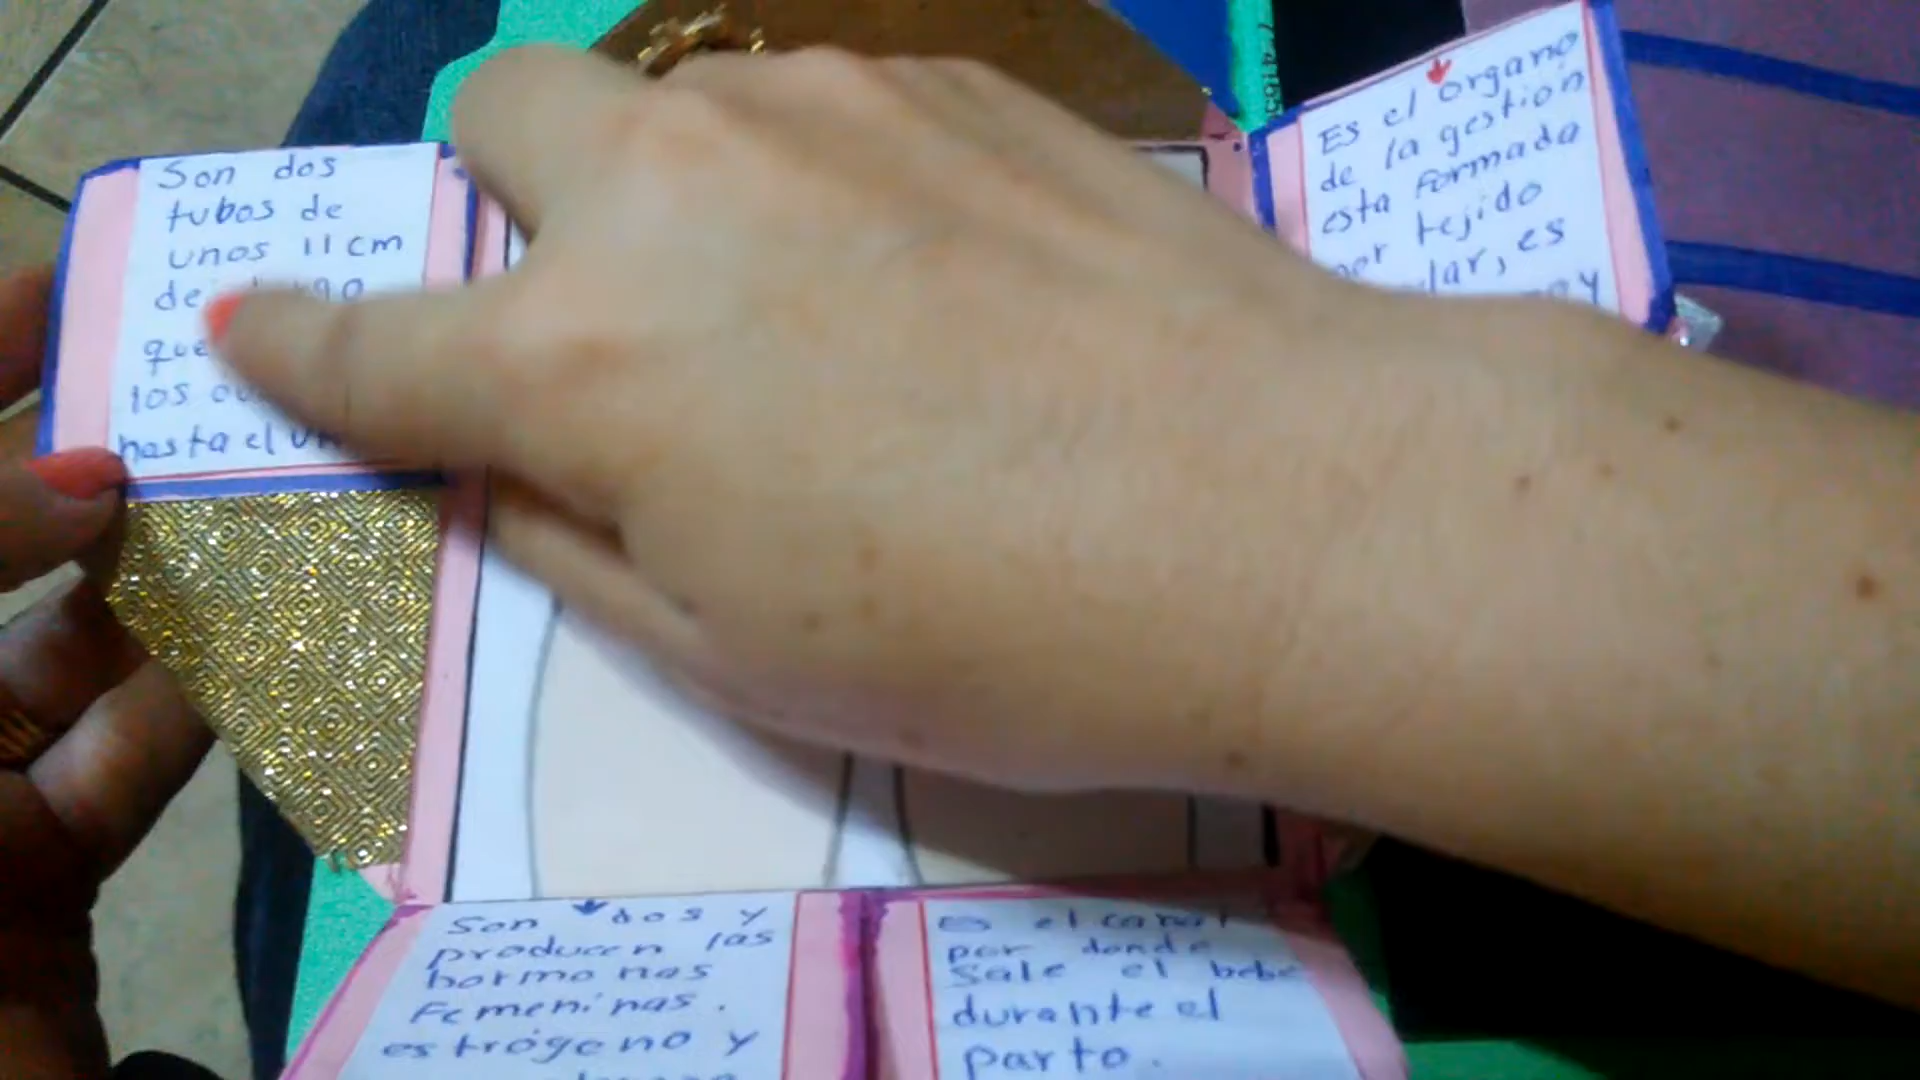 Son dos
tubos de
unos 11 cm
de
los
hasta el
Es el organo
de la gestion
esta formada
por tejido
es
Son dos y
producen las
hormonas
Femeninas.
estrógeno y
Es el canal
por donde
Sale el bebe
durante el
parto.